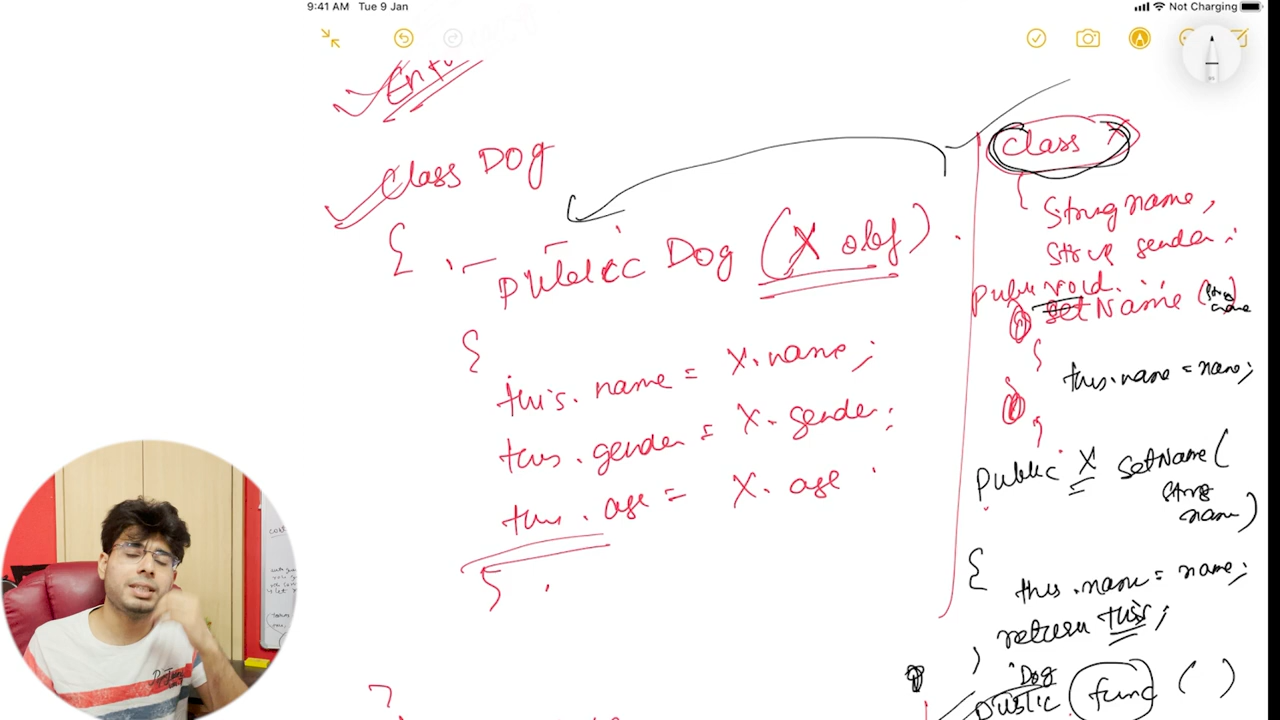 9:41 AM Tue 9 Jan
Not Charging
class Dog
{
public Dog (X obj)
{
this.name = X.name;
this.gender = X.gender;
this.age = X.age
}
class X
{
String name,
String gender;
public void
setName (String name)
{
this.name = name;
}
public X setName(
String
name)
{
this.name = name;
return this;
}
Dog
public func ()